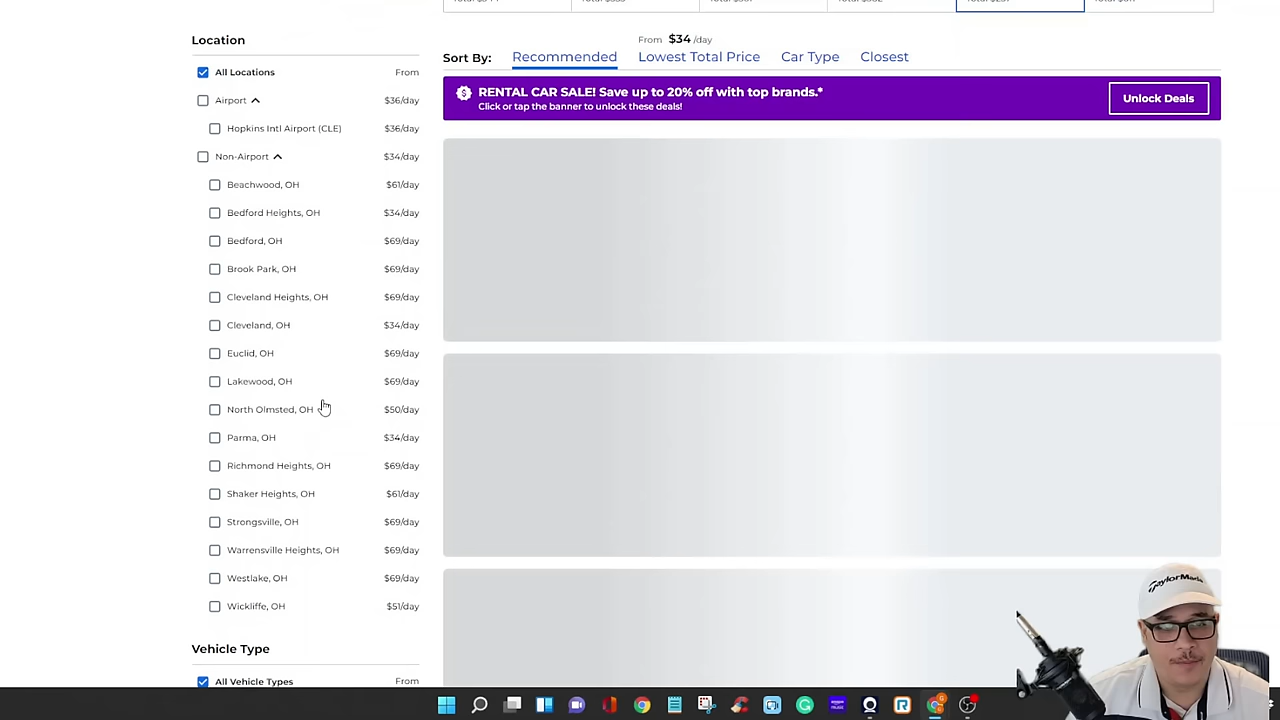 Location
All Locations From
Airport $36/day
Hopkins Intl Airport (CLE) $36/day
Non-Airport $34/day
Beachwood, OH $61/day
Bedford Heights, OH $34/day
Bedford, OH $69/day
Brook Park, OH $69/day
Cleveland Heights, OH $69/day
Cleveland, OH $34/day
Euclid, OH $69/day
Lakewood, OH $69/day
North Olmsted, OH $50/day
Parma, OH $34/day
Richmond Heights, OH $69/day
Shaker Heights, OH $61/day
Strongsville, OH $69/day
Warrensville Heights, OH $69/day
Westlake, OH $69/day
Wickliffe, OH $51/day
Vehicle Type
All Vehicle Types From
From $34 /day
Sort By: Recommended Lowest Total Price Car Type Closest
RENTAL CAR SALE! Save up to 20% off with top brands.*
Click or tap the banner to unlock these deals!
Unlock Deals
TaylorMade